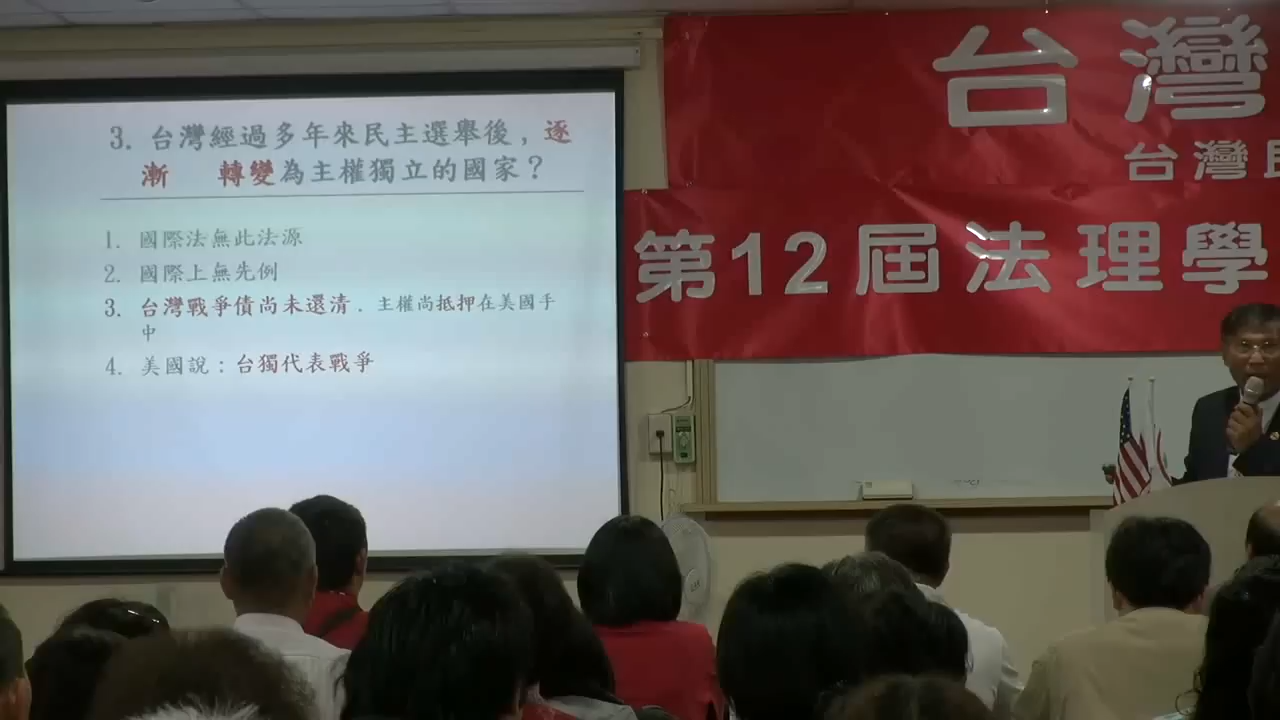 3. 台灣經過多年來民主選舉後，逐
漸 轉變為主權獨立的國家？
1. 國際法無此法源
2. 國際上無先例
3. 台灣戰爭債尚未還清．主權尚抵押在美國手
中
4. 美國說：台獨代表戰爭
台灣
台灣民
第12屆法理學